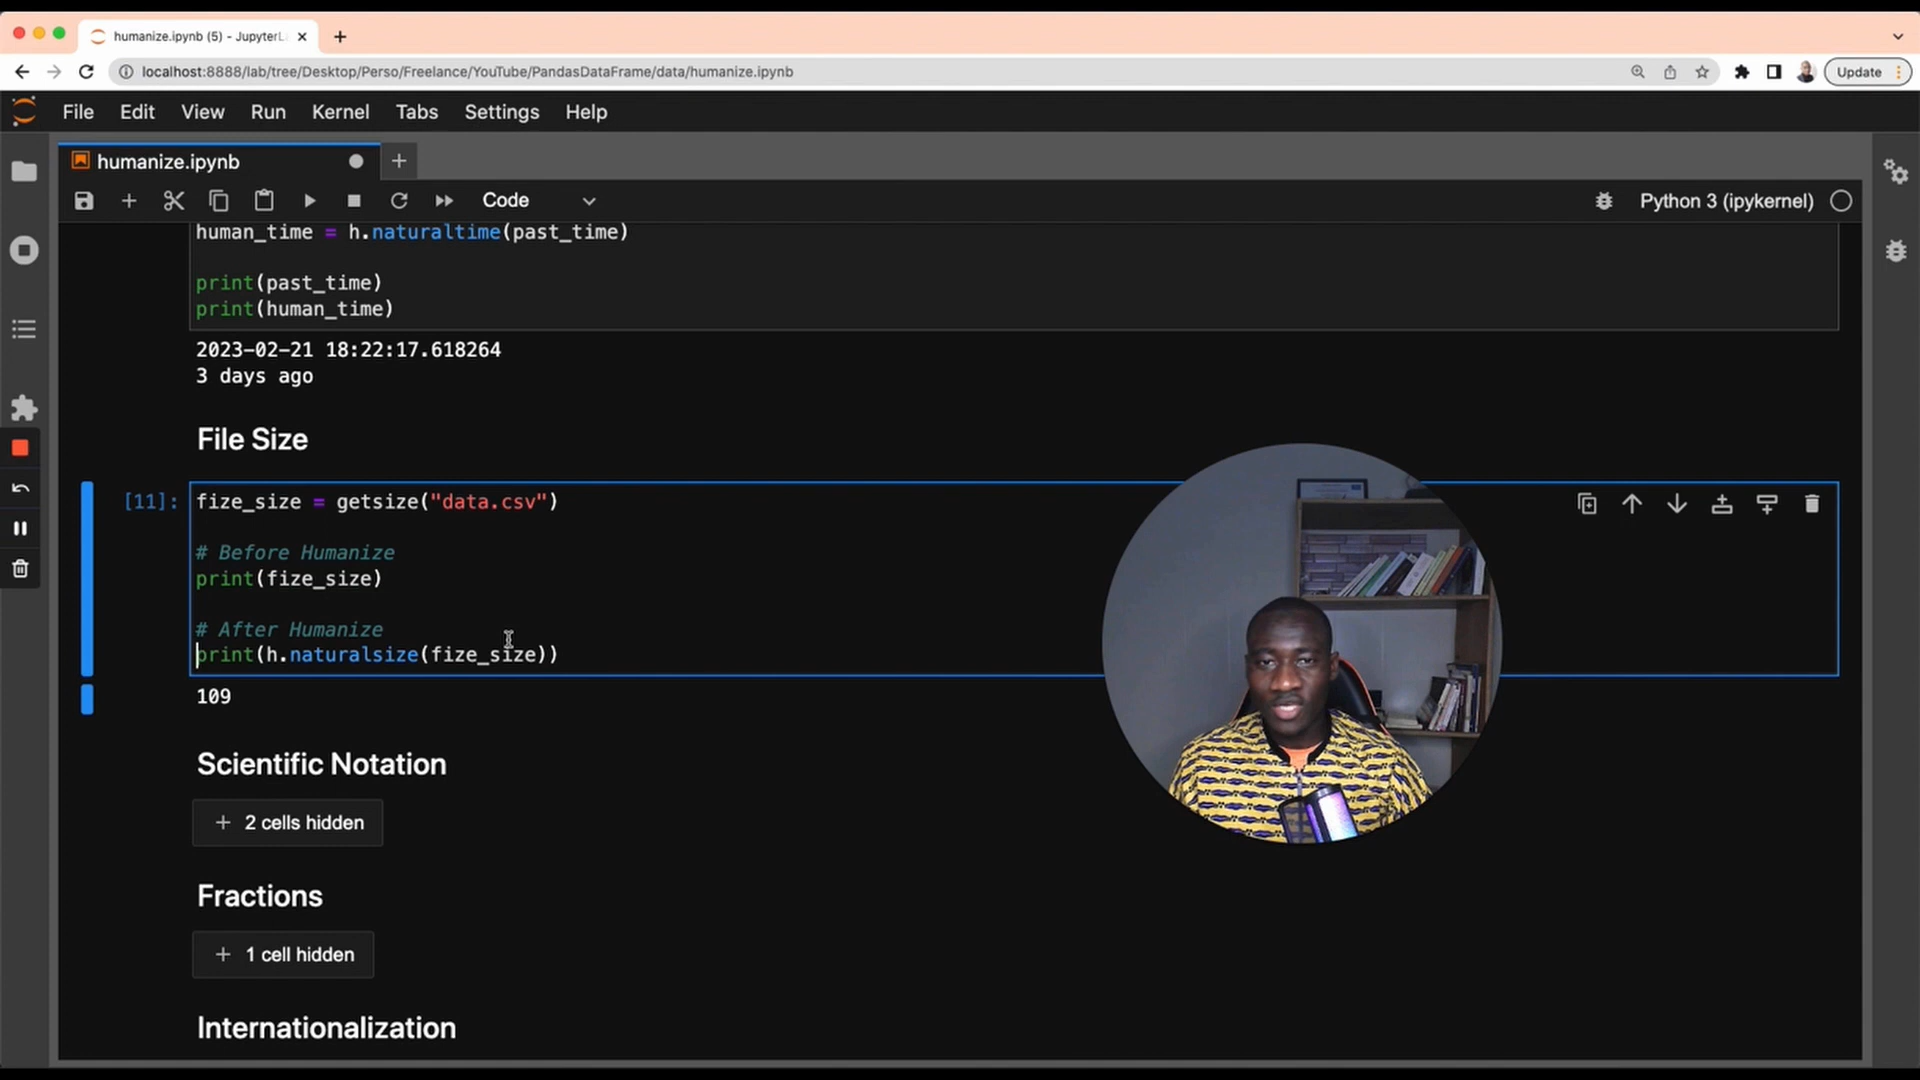 humanize.ipynb (5) - JupyterL
localhost:8888/lab/tree/Desktop/Perso/Freelance/YouTube/PandasDataFrame/data/humanize.ipynb
Update
File Edit View Run Kernel Tabs Settings Help
humanize.ipynb
Code
Python 3 (ipykernel)
human_time = h.naturaltime(past_time)
print(past_time)
print(human_time)
2023-02-21 18:22:17.618264
3 days ago
File Size
[11]:
fize_size = getsize("data.csv")
# Before Humanize
print(fize_size)
# After Humanize
print(h.naturalsize(fize_size))
109
Scientific Notation
+ 2 cells hidden
Fractions
+ 1 cell hidden
Internationalization